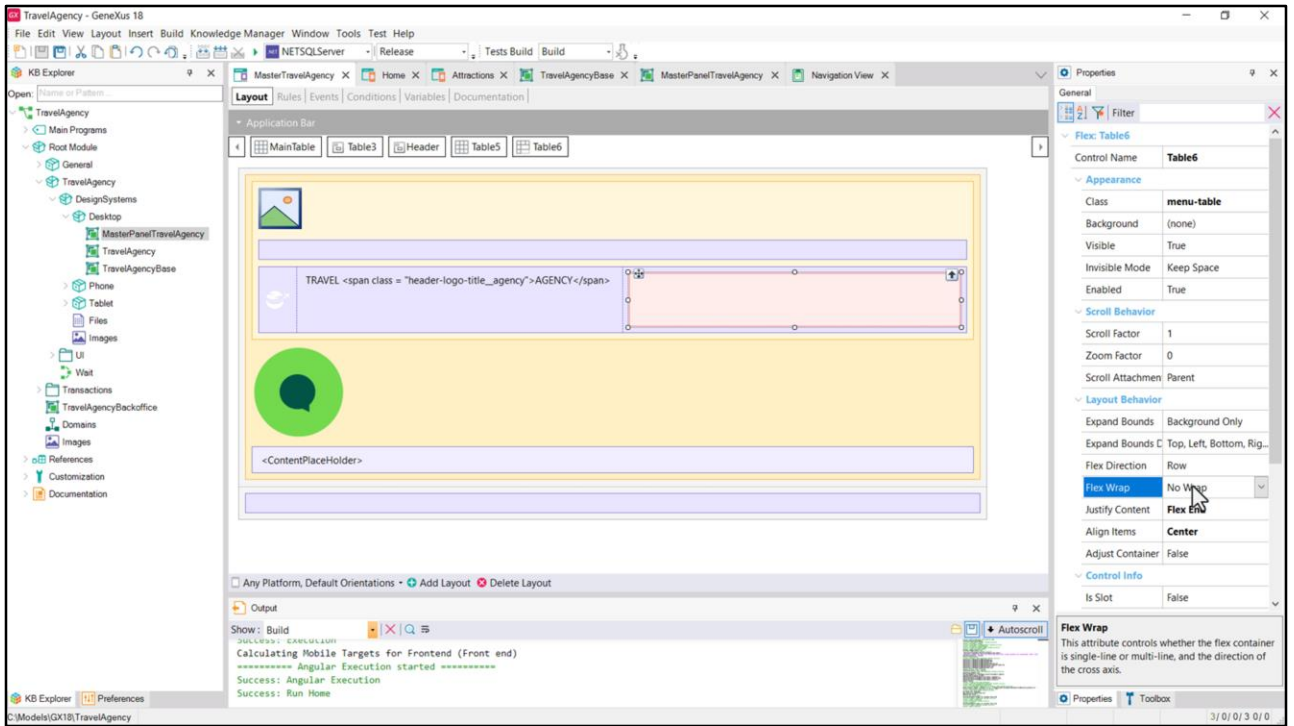 TravelAgency - GeneXus 18
File Edit View Layout Insert Build Knowledge Manager Window Tools Test Help
NETSQLServer Release Tests Build Build
KB Explorer
Open: Name or Pattern...
TravelAgency
Main Programs
Root Module
General
TravelAgency
DesignSystems
Desktop
MasterPanelTravelAgency
TravelAgency
TravelAgencyBase
Phone
Tablet
Files
Images
UI
Wait
Transactions
TravelAgencyBackoffice
Domains
Images
References
Customization
Documentation
KB Explorer Preferences
C:\Models\GX18\TravelAgency
MasterTravelAgency X Home X Attractions X TravelAgencyBase X MasterPanelTravelAgency X Navigation View X
Layout Rules Events Conditions Variables Documentation
Application Bar
MainTable Table3 Header Table5 Table6
TRAVEL <span class = "header-logo-title__agency">AGENCY</span>
<ContentPlaceHolder>
Any Platform, Default Orientations Add Layout Delete Layout
Output
Show: Build Autoscroll
Success: Execution
Calculating Mobile Targets for Frontend (Front end)
========== Angular Execution started ==========
Success: Angular Execution
Success: Run Home
Properties
General
Filter
Flex: Table6
Control Name Table6
Appearance
Class menu-table
Background (none)
Visible True
Invisible Mode Keep Space
Enabled True
Scroll Behavior
Scroll Factor 1
Zoom Factor 0
Scroll Attachmen Parent
Layout Behavior
Expand Bounds Background Only
Expand Bounds D Top, Left, Bottom, Rig...
Flex Direction Row
Flex Wrap No Wrap
Justify Content Flex End
Align Items Center
Adjust Container False
Control Info
Is Slot False
Flex Wrap
This attribute controls whether the flex container
is single-line or multi-line, and the direction of
the cross axis.
Properties Toolbox
3/ 0/ 0/ 3 0/ 0